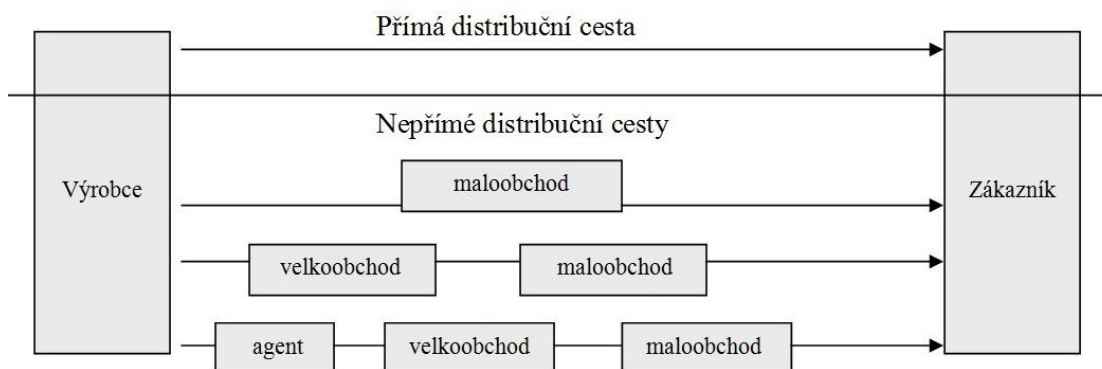 Přímá distribuční cesta
Nepřímé distribuční cesty
Výrobce
maloobchod
Zákazník
velkoobchod maloobchod
agent velkoobchod maloobchod